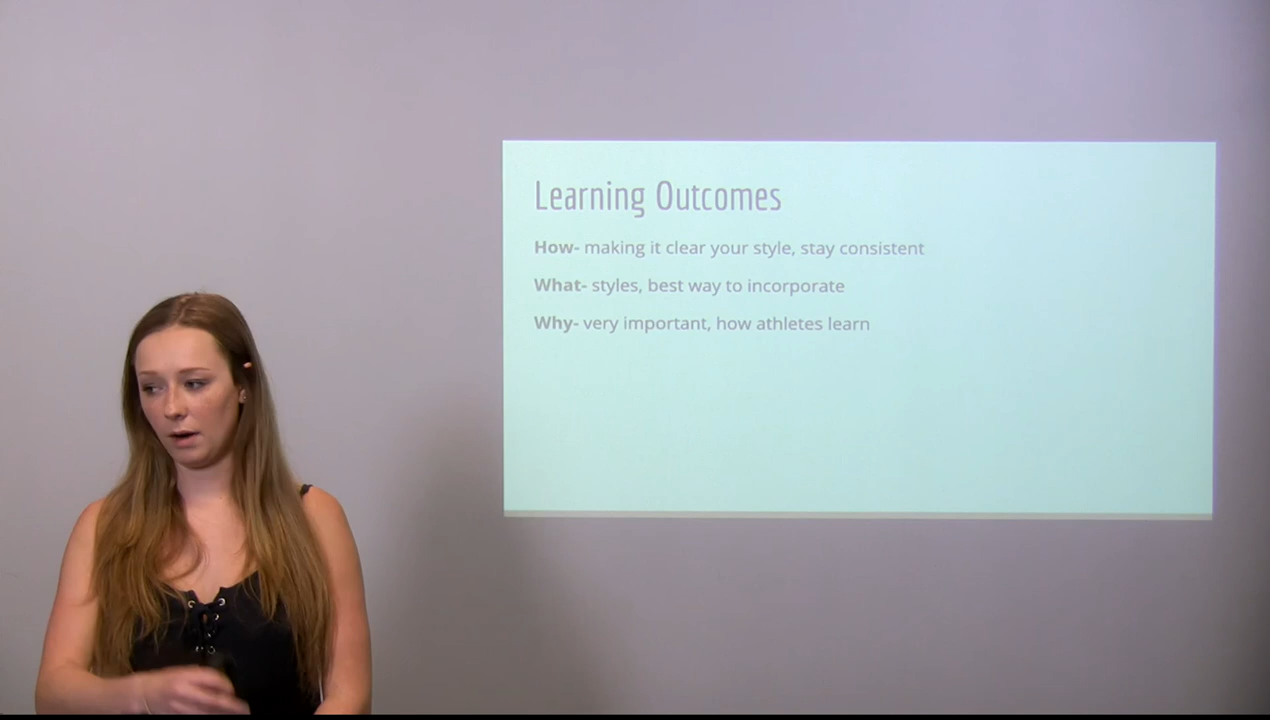 Learning Outcomes
How- making it clear your style, stay consistent
What- styles, best way to incorporate
Why- very important, how athletes learn